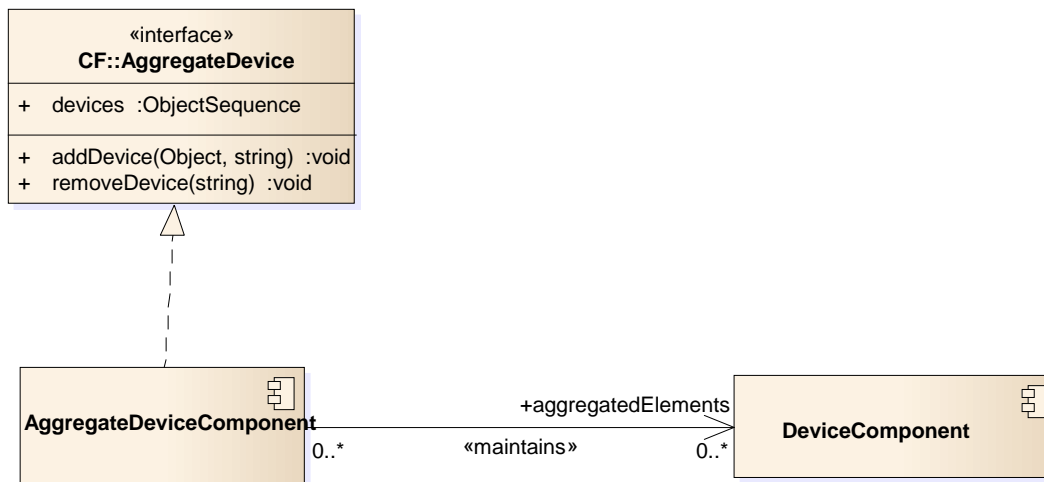 «interface»
CF::AggregateDevice
+ devices :ObjectSequence
+ addDevice(Object, string) :void
+ removeDevice(string) :void
AggregateDeviceComponent
+aggregatedElements
DeviceComponent
0..*
«maintains»
0..*